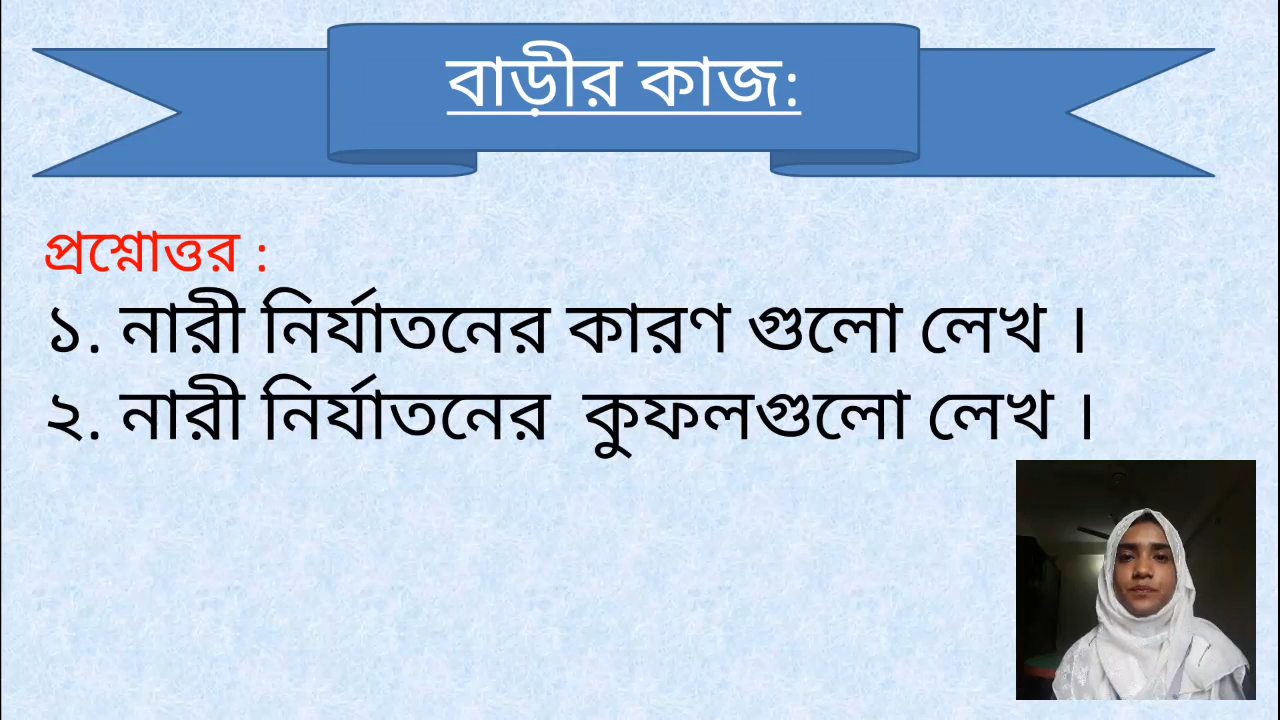 বাড়ীর কাজ:
প্রশ্নোত্তর :
১. নারী নির্যাতনের কারণ গুলো লেখ ।
২. নারী নির্যাতনের কুফলগুলো লেখ ।